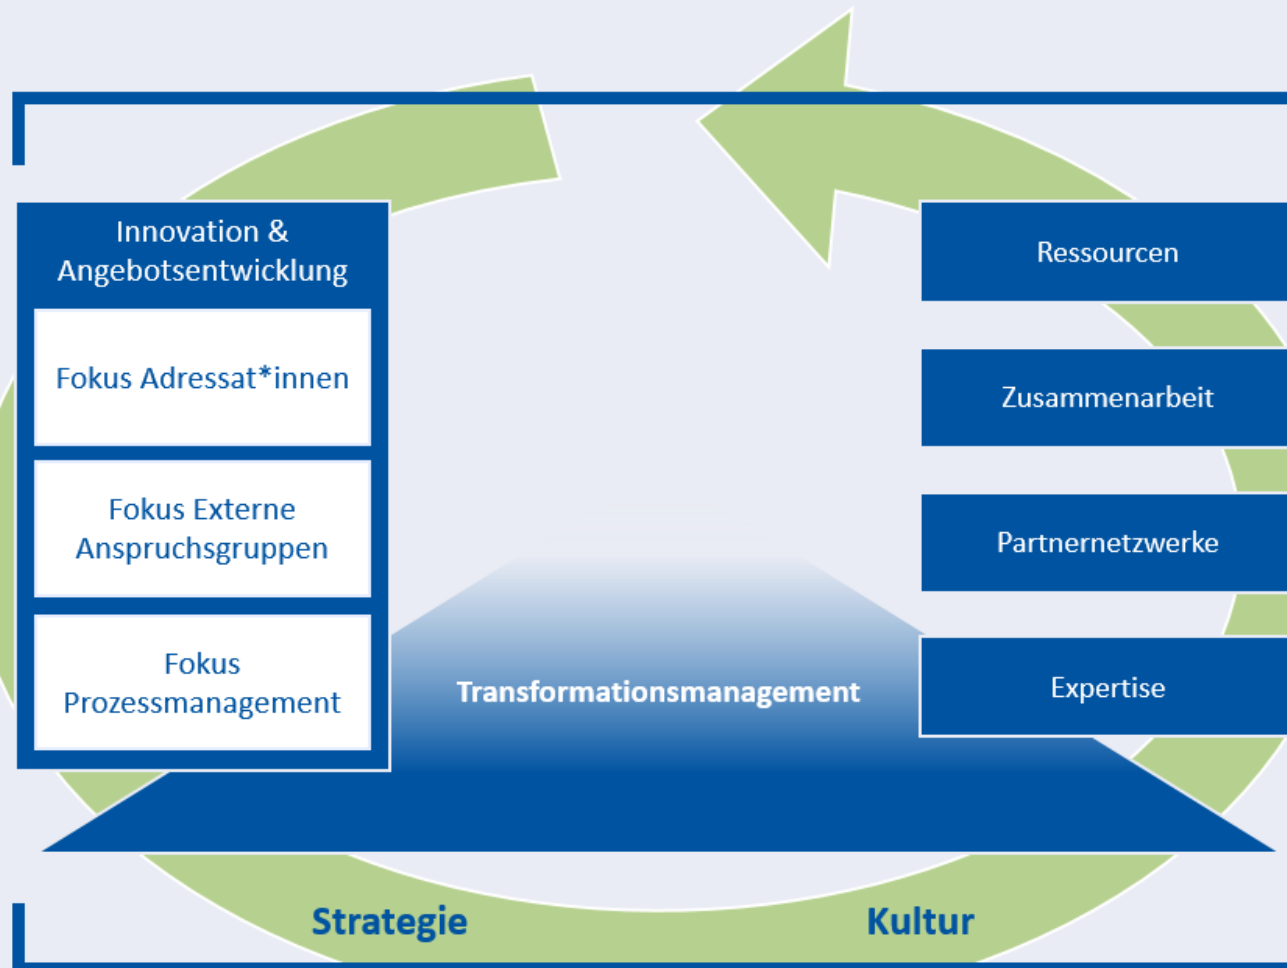 Innovation &
Angebotsentwicklung
Fokus Adressat*innen
Fokus Externe
Anspruchsgruppen
Fokus
Prozessmanagement
Transformationsmanagement
Ressourcen
Zusammenarbeit
Partnernetzwerke
Expertise
Strategie
Kultur